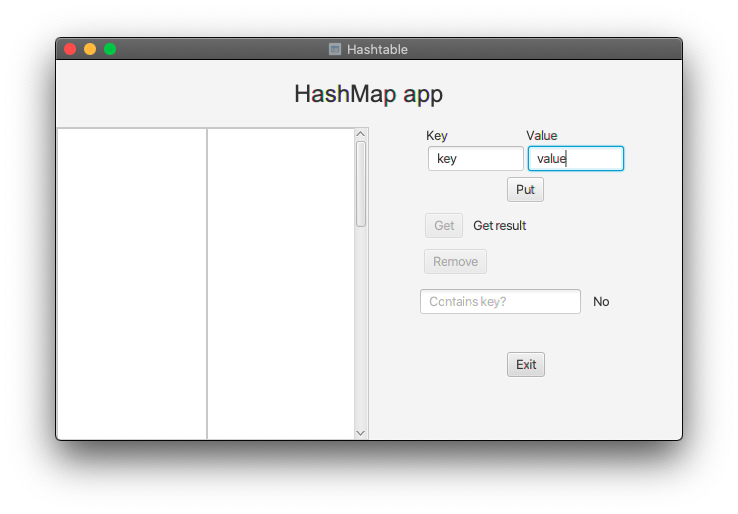 Hashtable
HashMap app
Key Value
key value
Put
Get Get result
Remove
Contains key? No
Exit